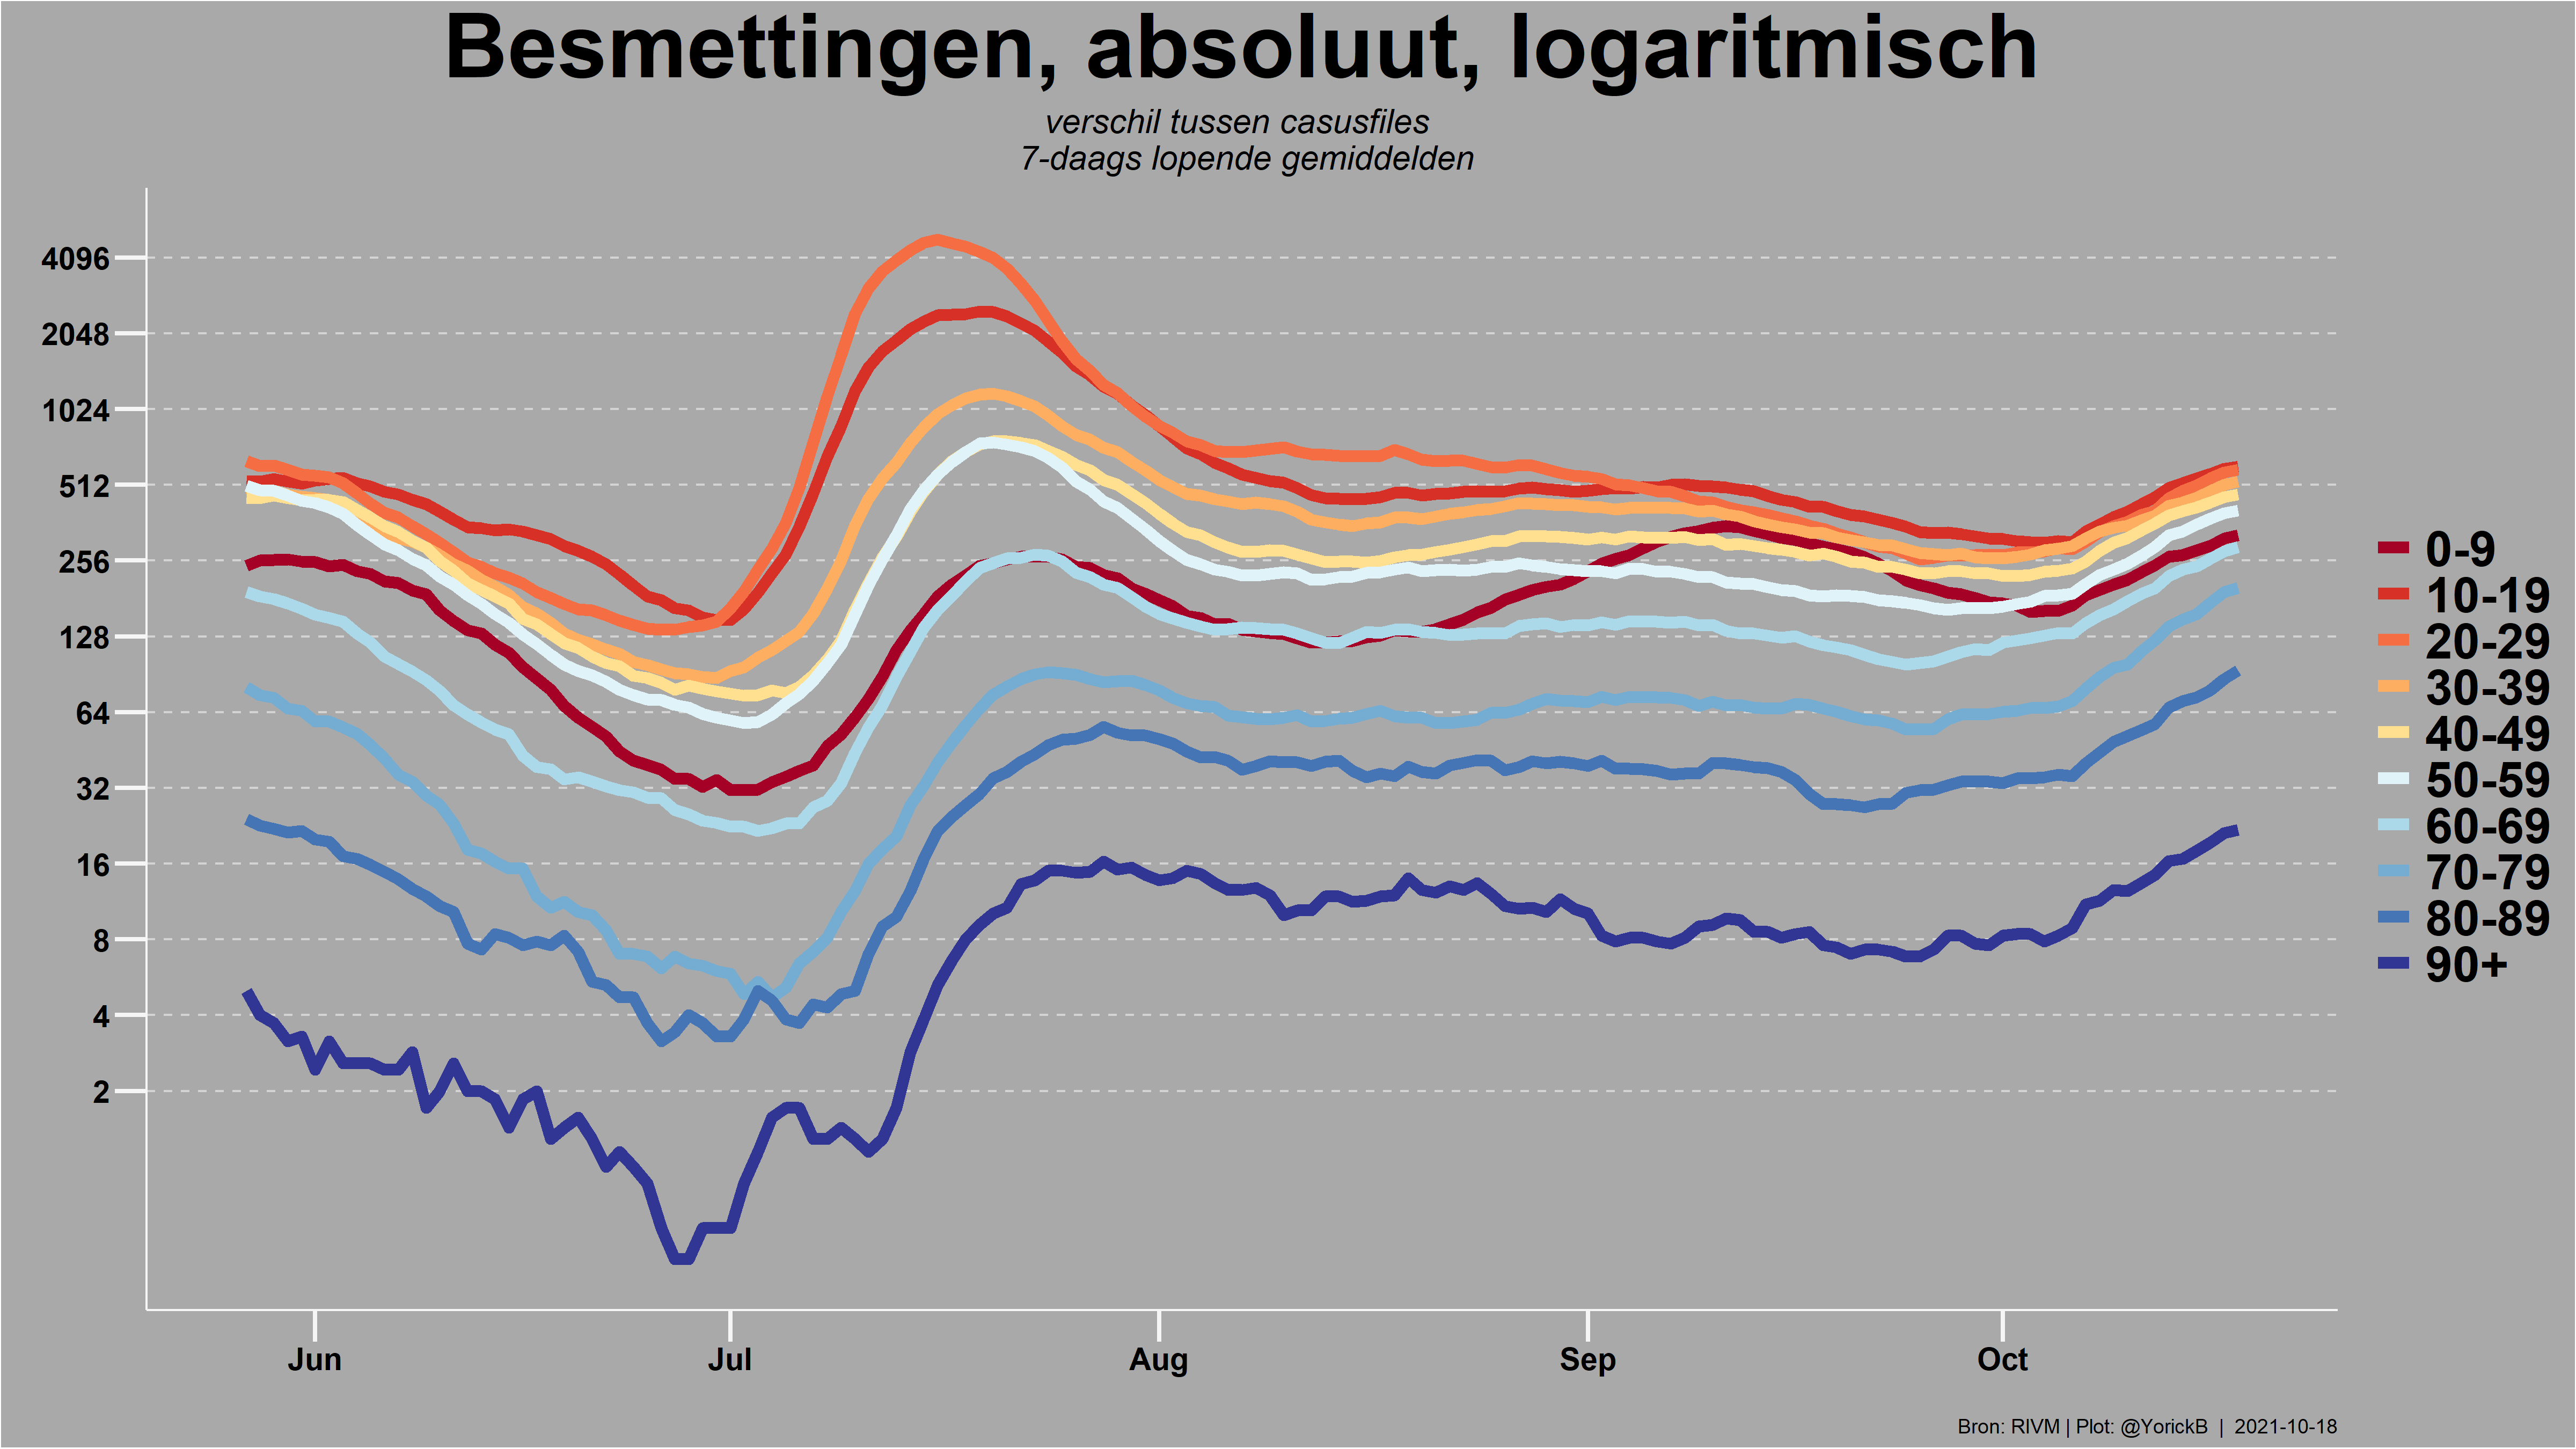 Besmettingen, absoluut, logaritmisch
verschil tussen casusfiles
7-daags lopende gemiddelden
4096
2048
1024
512
256
128
64
32
16
8
4
2
Jun
Jul
Aug
Sep
Oct
0-9
10-19
20-29
30-39
40-49
50-59
60-69
70-79
80-89
90+
Bron: RIVM | Plot: @YorickB | 2021-10-18